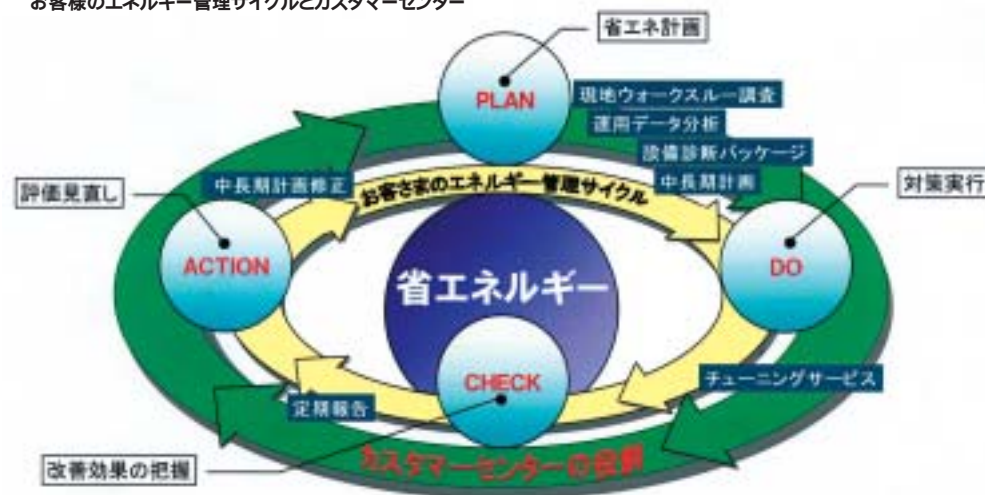 お客様のエネルギー管理サイクルとカスタマーセンター
省エネ計画
PLAN
現地ウォークスルー調査
運用データ分析
設備診断パッケージ
中長期計画
評価見直し
中長期計画修正
お客さまのエネルギー管理サイクル
対策実行
ACTION
DO
省エネルギー
CHECK
チューニングサービス
定期報告
カスタマーセンターの役割
改善効果の把握